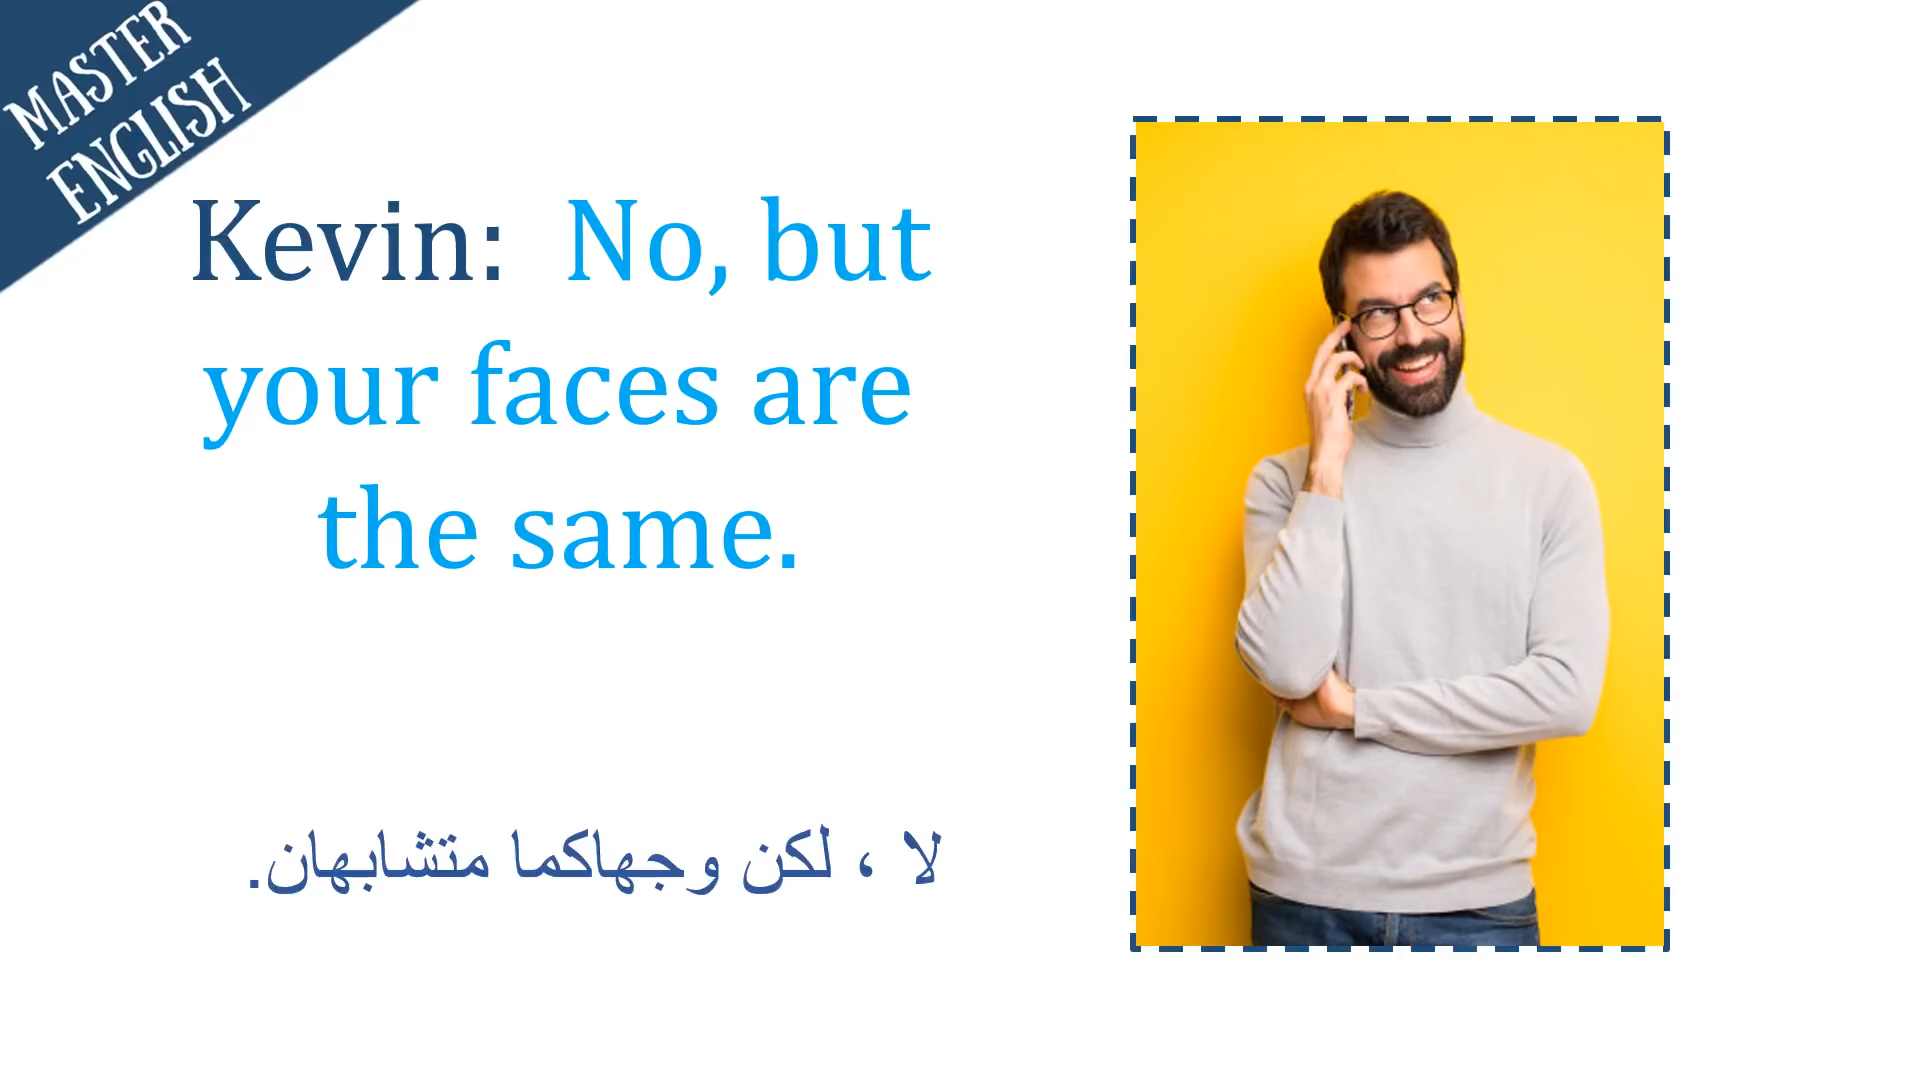 MASTER
ENGLISH
Kevin: No, but
your faces are
the same.
لا ، لكن وجهاكما متشابهان.